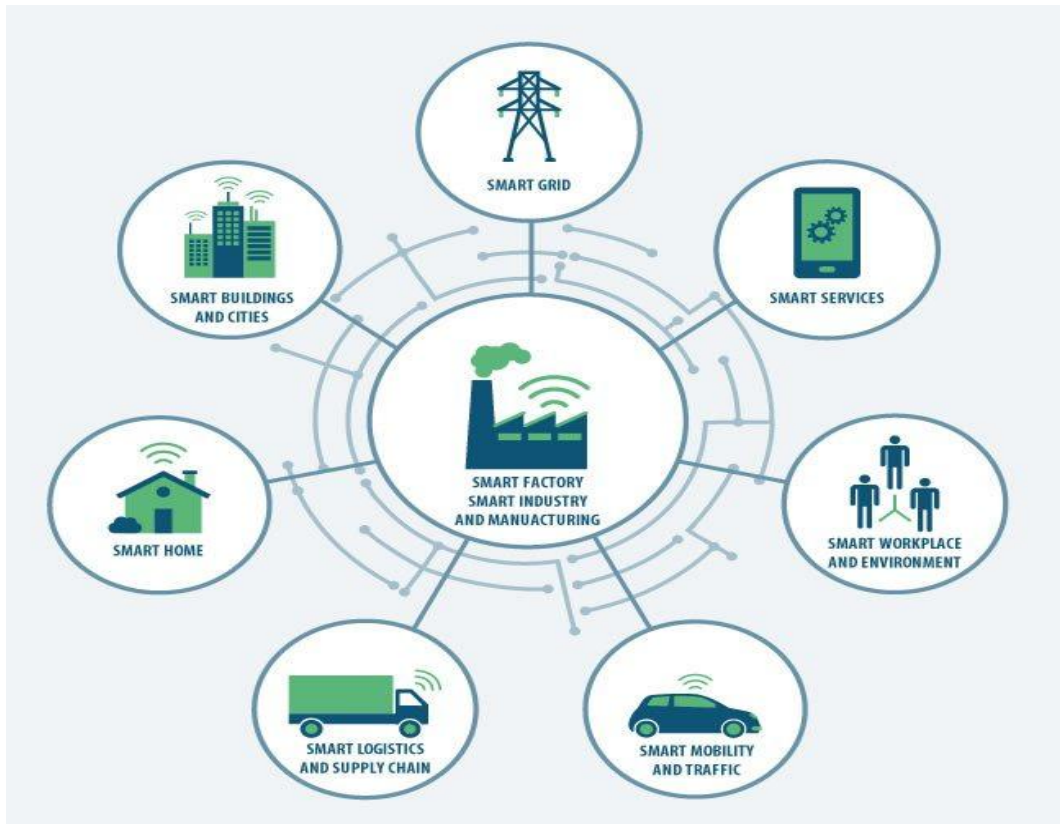 SMART GRID
SMART BUILDINGS
AND CITIES
SMART SERVICES
SMART FACTORY
SMART INDUSTRY
AND MANUACTURING
SMART HOME
SMART WORKPLACE
AND ENVIRONMENT
SMART LOGISTICS
AND SUPPLY CHAIN
SMART MOBILITY
AND TRAFFIC